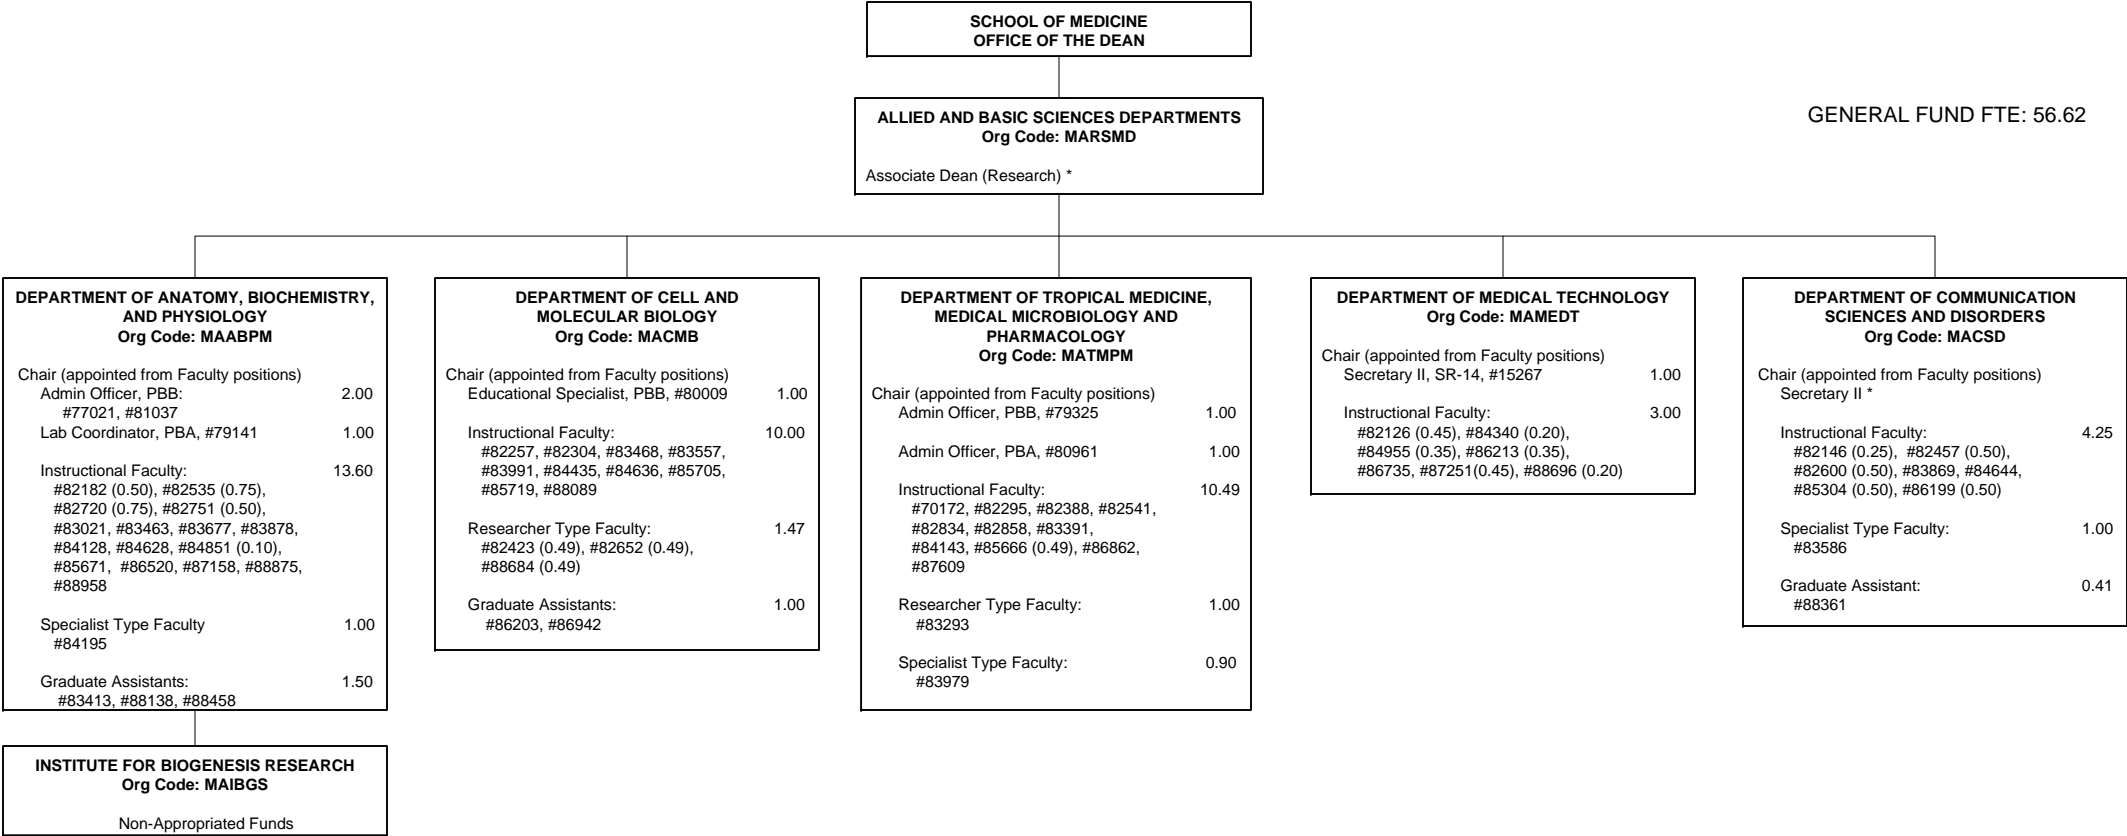 SCHOOL OF MEDICINE
OFFICE OF THE DEAN
ALLIED AND BASIC SCIENCES DEPARTMENTS
Org Code: MARSMD
Associate Dean (Research) *
GENERAL FUND FTE: 56.62
DEPARTMENT OF ANATOMY, BIOCHEMISTRY,
AND PHYSIOLOGY
Org Code: MAABPM
Chair (appointed from Faculty positions)
Admin Officer, PBB: 2.00
#77021, #81037
Lab Coordinator, PBA, #79141 1.00
Instructional Faculty: 13.60
#82182 (0.50), #82535 (0.75),
#82720 (0.75), #82751 (0.50),
#83021, #83463, #83677, #83878,
#84128, #84628, #84851 (0.10),
#85671, #86520, #87158, #88875,
#88958
Specialist Type Faculty 1.00
#84195
Graduate Assistants: 1.50
#83413, #88138, #88458
INSTITUTE FOR BIOGENESIS RESEARCH
Org Code: MAIBGS
Non-Appropriated Funds
DEPARTMENT OF CELL AND
MOLECULAR BIOLOGY
Org Code: MACMB
Chair (appointed from Faculty positions)
Educational Specialist, PBB, #80009 1.00
Instructional Faculty: 10.00
#82257, #82304, #83468, #83557,
#83991, #84435, #84636, #85705,
#85719, #88089
Researcher Type Faculty: 1.47
#82423 (0.49), #82652 (0.49),
#88684 (0.49)
Graduate Assistants: 1.00
#86203, #86942
DEPARTMENT OF TROPICAL MEDICINE,
MEDICAL MICROBIOLOGY AND
PHARMACOLOGY
Org Code: MATMPM
Chair (appointed from Faculty positions)
Admin Officer, PBB, #79325 1.00
Admin Officer, PBA, #80961 1.00
Instructional Faculty: 10.49
#70172, #82295, #82388, #82541,
#82834, #82858, #83391,
#84143, #85666 (0.49), #86862,
#87609
Researcher Type Faculty: 1.00
#83293
Specialist Type Faculty: 0.90
#83979
DEPARTMENT OF MEDICAL TECHNOLOGY
Org Code: MAMEDT
Chair (appointed from Faculty positions)
Secretary II, SR-14, #15267 1.00
Instructional Faculty: 3.00
#82126 (0.45), #84340 (0.20),
#84955 (0.35), #86213 (0.35),
#86735, #87251(0.45), #88696 (0.20)
DEPARTMENT OF COMMUNICATION
SCIENCES AND DISORDERS
Org Code: MACSD
Chair (appointed from Faculty positions)
Secretary II *
Instructional Faculty: 4.25
#82146 (0.25), #82457 (0.50),
#82600 (0.50), #83869, #84644,
#85304 (0.50), #86199 (0.50)
Specialist Type Faculty: 1.00
#83586
Graduate Assistant: 0.41
#88361